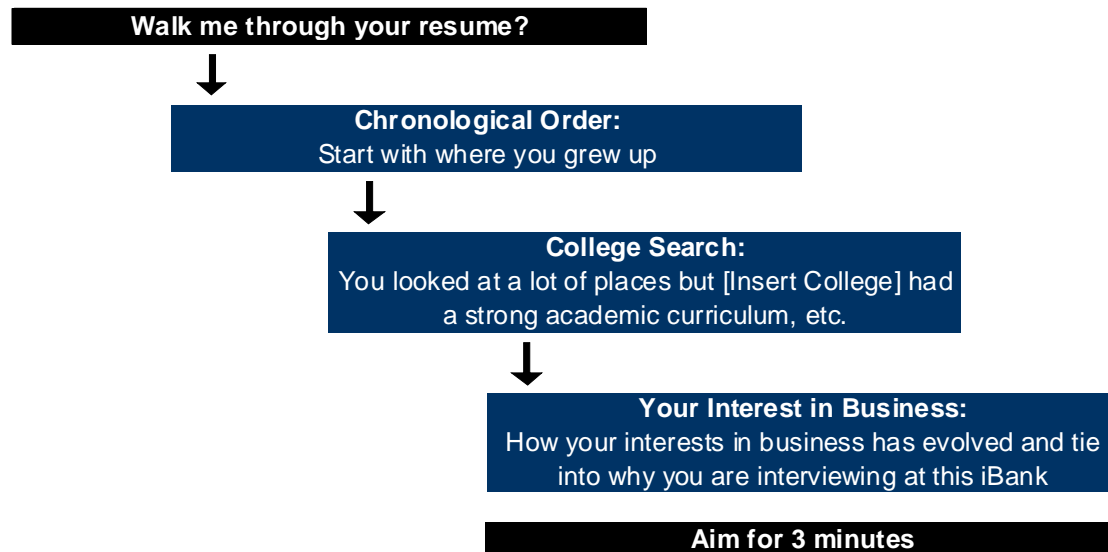 Walk me through your resume?
Chronological Order:
Start with where you grew up
College Search:
You looked at a lot of places but [Insert College] had
a strong academic curriculum, etc.
Your Interest in Business:
How your interests in business has evolved and tie
into why you are interviewing at this iBank
Aim for 3 minutes